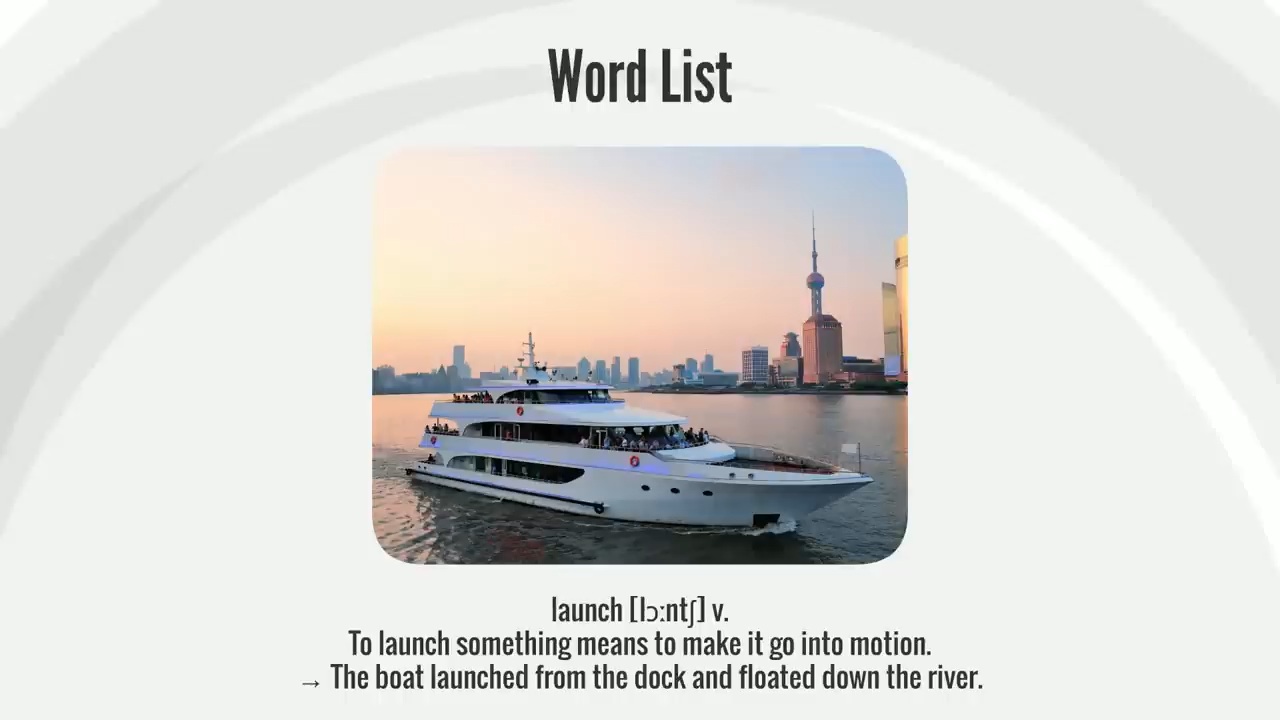 Word List
launch [lɔːntʃ] v.
To launch something means to make it go into motion.
→ The boat launched from the dock and floated down the river.